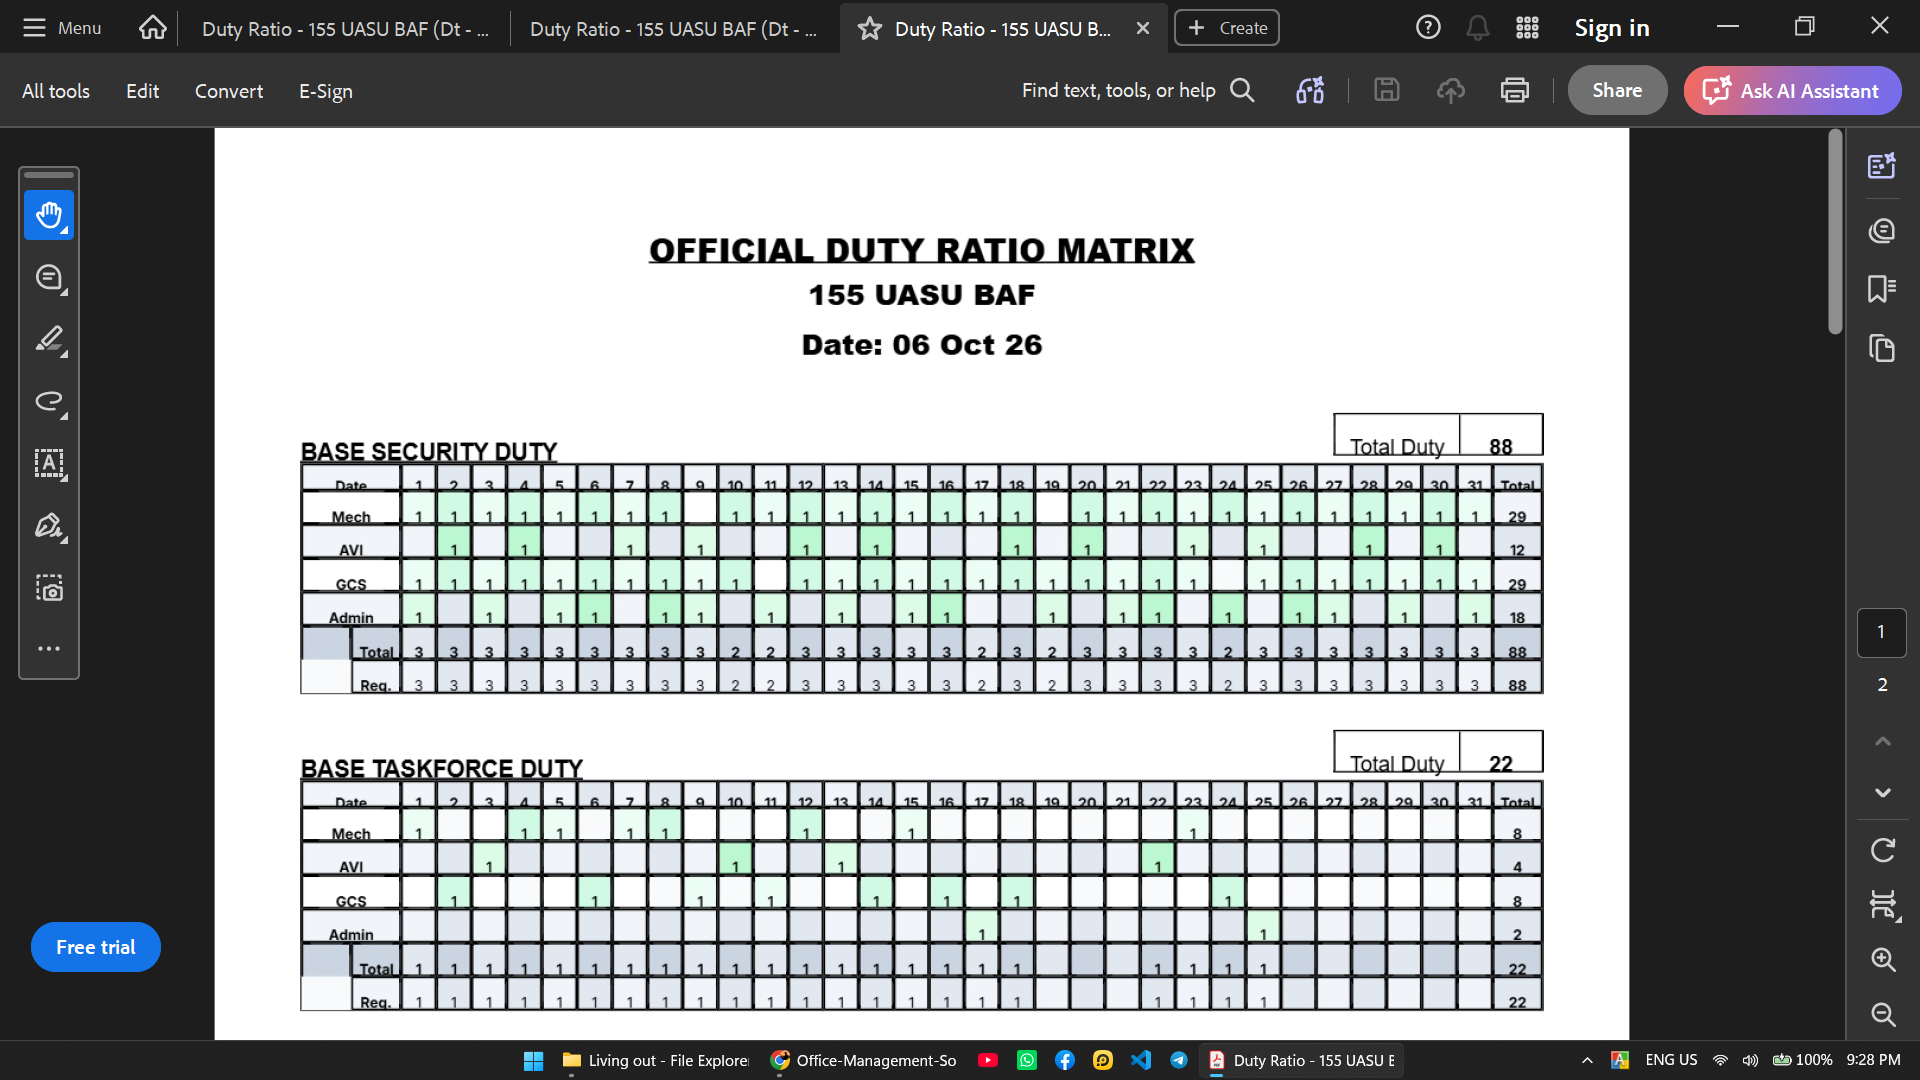 Menu
Duty Ratio - 155 UASU BAF (Dt - ...
Duty Ratio - 155 UASU BAF (Dt - ...
Duty Ratio - 155 UASU B...
Create
Sign in
All tools
Edit
Convert
E-Sign
Find text, tools, or help
Share
Ask AI Assistant
OFFICIAL DUTY RATIO MATRIX
155 UASU BAF
Date: 06 Oct 26
Total Duty 88
BASE SECURITY DUTY
Date 1 2 3 4 5 6 7 8 9 10 11 12 13 14 15 16 17 18 19 20 21 22 23 24 25 26 27 28 29 30 31 Total
Mech 1 1 1 1 1 1 1 1 1 1 1 1 1 1 1 1 1 1 1 1 1 1 1 1 1 1 1 1 1 29
AVI 1 1 1 1 1 1 1 1 1 1 1 1 12
GCS 1 1 1 1 1 1 1 1 1 1 1 1 1 1 1 1 1 1 1 1 1 1 1 1 1 1 1 1 1 29
Admin 1 1 1 1 1 1 1 1 1 1 1 1 1 1 1 1 1 1 18
Total 3 3 3 3 3 3 3 3 3 2 2 3 3 3 3 3 2 3 2 3 3 3 3 2 3 3 3 3 3 3 3 88
Req. 3 3 3 3 3 3 3 3 3 2 2 3 3 3 3 3 2 3 2 3 3 3 3 2 3 3 3 3 3 3 3 88
Total Duty 22
BASE TASKFORCE DUTY
Date 1 2 3 4 5 6 7 8 9 10 11 12 13 14 15 16 17 18 19 20 21 22 23 24 25 26 27 28 29 30 31 Total
Mech 1 1 1 1 1 1 1 1 8
AVI 1 1 1 1 4
GCS 1 1 1 1 1 1 1 1 8
Admin 1 1 2
Total 1 1 1 1 1 1 1 1 1 1 1 1 1 1 1 1 1 1 1 1 1 1 22
Req. 1 1 1 1 1 1 1 1 1 1 1 1 1 1 1 1 1 1 1 1 1 1 22
1
2
Free trial
Living out - File Explorer
Office-Management-So
Duty Ratio - 155 UASU B
ENG US
100%
9:28 PM